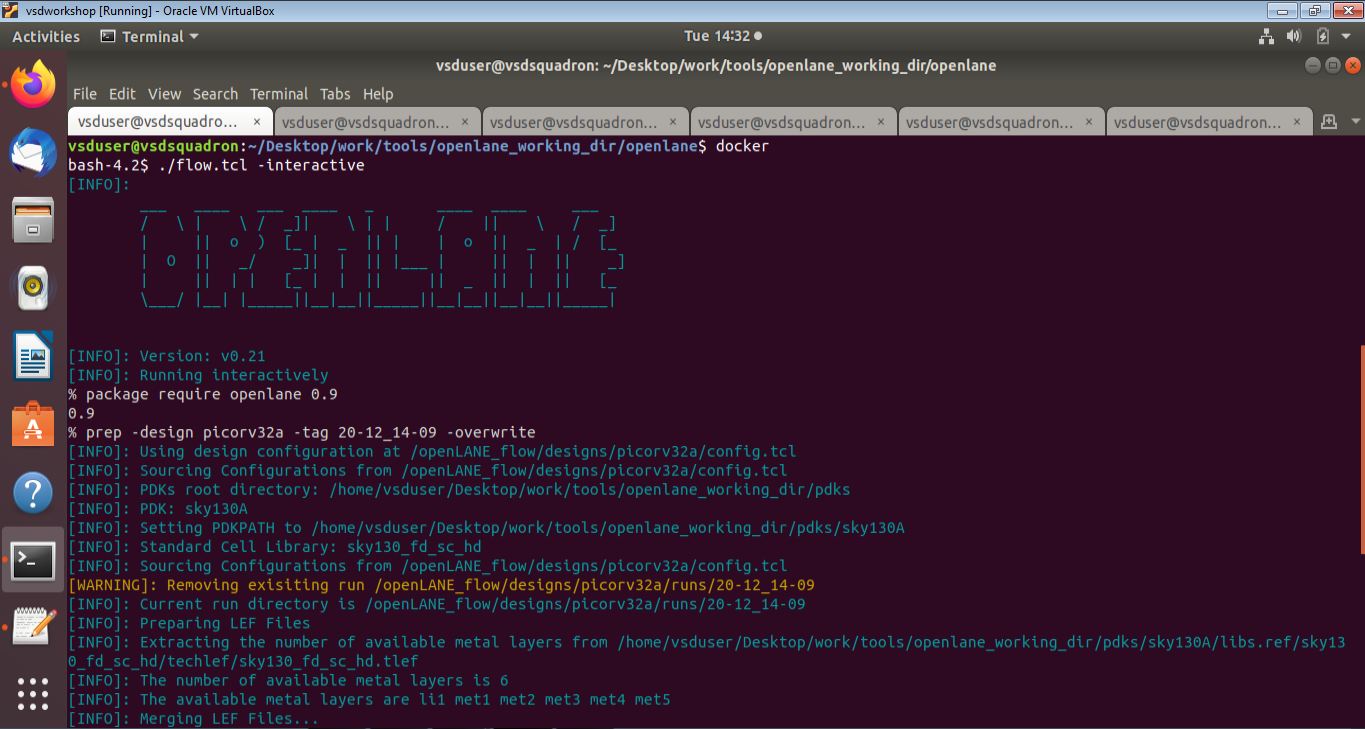 vsdworkshop [Running] - Oracle VM VirtualBox
Activities Terminal Tue 14:32
vsduser@vsdsquadron: ~/Desktop/work/tools/openlane_working_dir/openlane
File Edit View Search Terminal Tabs Help
vsduser@vsdsquadro... × vsduser@vsdsquadron... × vsduser@vsdsquadron... × vsduser@vsdsquadron... × vsduser@vsdsquadron... × vsduser@vsdsquadron... ×
vsduser@vsdsquadron:~/Desktop/work/tools/openlane_working_dir/openlane$ docker
bash-4.2$ ./flow.tcl -interactive
[INFO]:
OPENLANE
[INFO]: Version: v0.21
[INFO]: Running interactively
% package require openlane 0.9
0.9
% prep -design picorv32a -tag 20-12_14-09 -overwrite
[INFO]: Using design configuration at /openLANE_flow/designs/picorv32a/config.tcl
[INFO]: Sourcing Configurations from /openLANE_flow/designs/picorv32a/config.tcl
[INFO]: PDKs root directory: /home/vsduser/Desktop/work/tools/openlane_working_dir/pdks
[INFO]: PDK: sky130A
[INFO]: Setting PDKPATH to /home/vsduser/Desktop/work/tools/openlane_working_dir/pdks/sky130A
[INFO]: Standard Cell Library: sky130_fd_sc_hd
[INFO]: Sourcing Configurations from /openLANE_flow/designs/picorv32a/config.tcl
[WARNING]: Removing exisiting run /openLANE_flow/designs/picorv32a/runs/20-12_14-09
[INFO]: Current run directory is /openLANE_flow/designs/picorv32a/runs/20-12_14-09
[INFO]: Preparing LEF Files
[INFO]: Extracting the number of available metal layers from /home/vsduser/Desktop/work/tools/openlane_working_dir/pdks/sky130A/libs.ref/sky13
0_fd_sc_hd/techlef/sky130_fd_sc_hd.tlef
[INFO]: The number of available metal layers is 6
[INFO]: The available metal layers are li1 met1 met2 met3 met4 met5
[INFO]: Merging LEF Files...